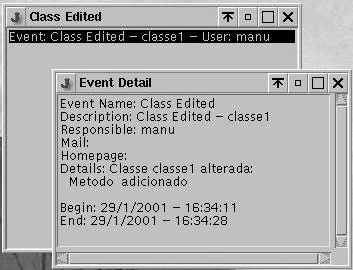 Class Edited
Event: Class Edited – classe1 – User: manu
Event Detail
Event Name: Class Edited
Description: Class Edited – classe1
Responsible: manu
Mail:
Homepage:
Details: Classe classe1 alterada:
Metodo adicionado
Begin: 29/1/2001 – 16:34:11
End: 29/1/2001 – 16:34:28